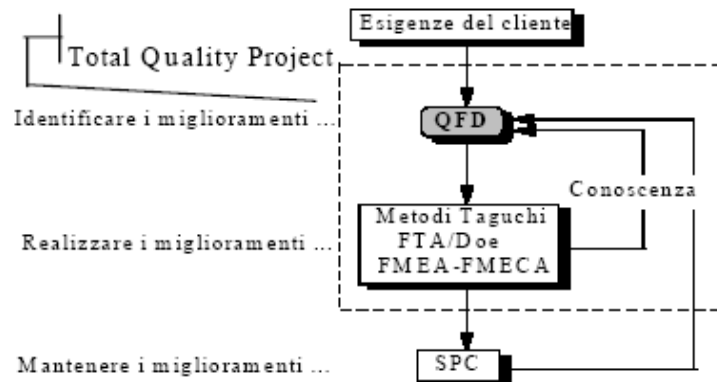 Esigenze del cliente
Total Quality Project
Identificare i miglioramenti ...
QFD
Conoscenza
Metodi Taguchi
FTA/Doe
FMEA-FMECA
Realizzare i miglioramenti ...
Mantenere i miglioramenti ...
SPC